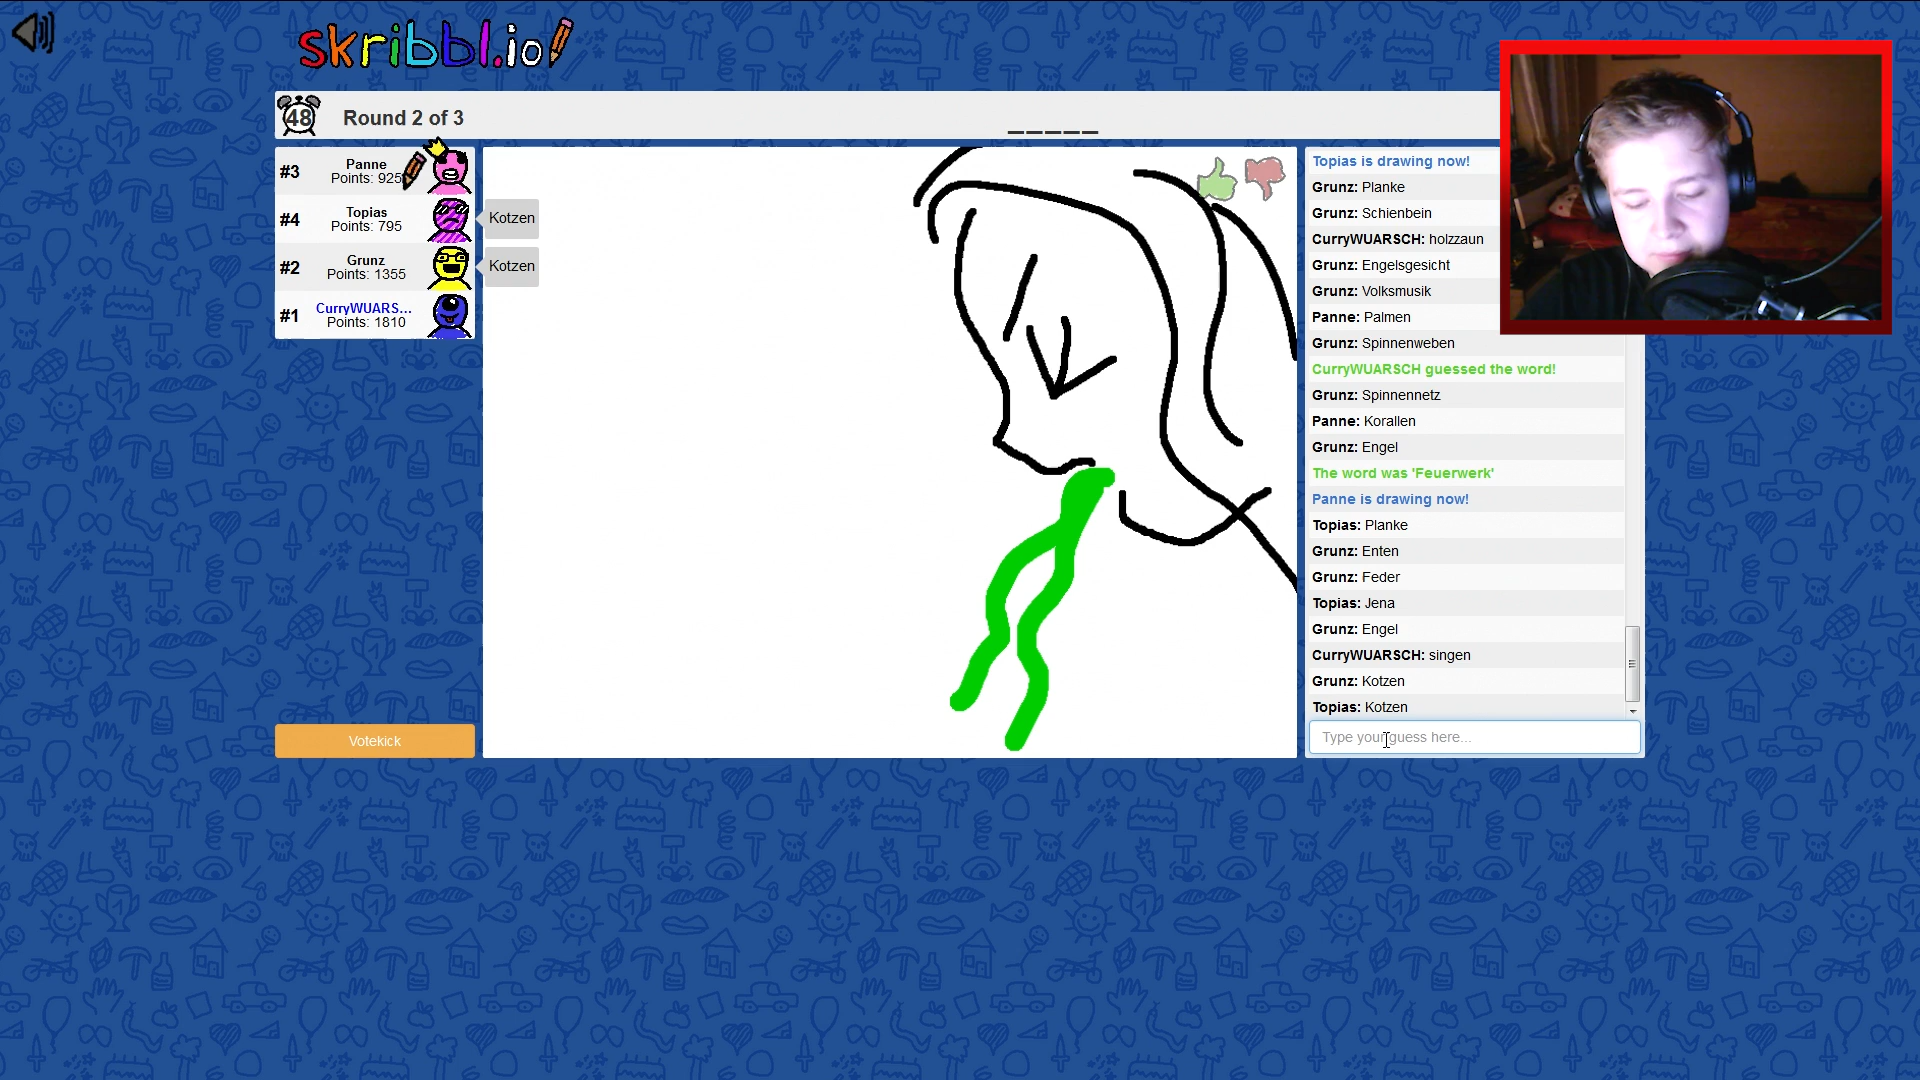 skribbl.io
48
Round 2 of 3
_____
#3
Panne
Points: 925
#4
Topias
Points: 795
Kotzen
#2
Grunz
Points: 1355
Kotzen
#1
CurryWUARS...
Points: 1810
Votekick
Topias is drawing now!
Grunz: Planke
Grunz: Schienbein
CurryWUARSCH: holzzaun
Grunz: Engelsgesicht
Grunz: Volksmusik
Panne: Palmen
Grunz: Spinnenweben
CurryWUARSCH guessed the word!
Grunz: Spinnennetz
Panne: Korallen
Grunz: Engel
The word was 'Feuerwerk'
Panne is drawing now!
Topias: Planke
Grunz: Enten
Grunz: Feder
Topias: Jena
Grunz: Engel
CurryWUARSCH: singen
Grunz: Kotzen
Topias: Kotzen
Type your guess here...